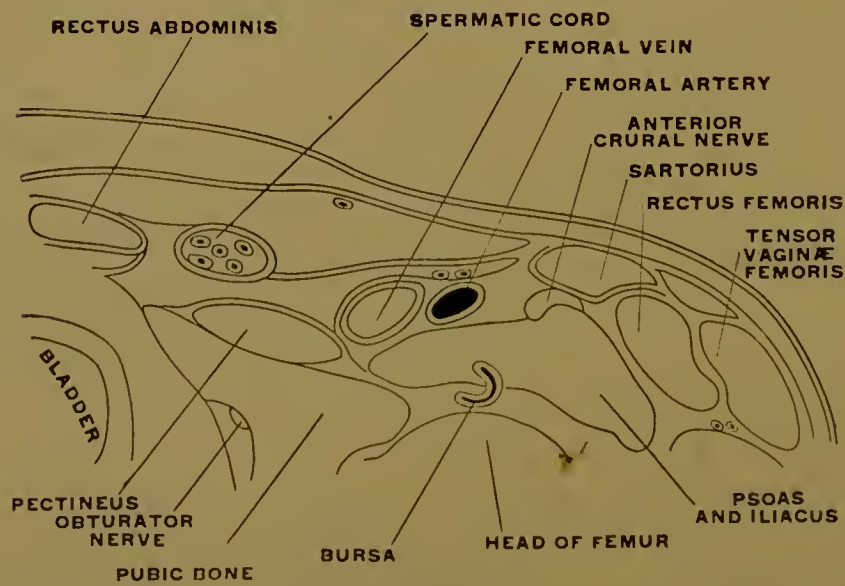 RECTUS ABDOMINIS
SPERMATIC CORD
FEMORAL VEIN
FEMORAL ARTERY
ANTERIOR
CRURAL NERVE
SARTORIUS
RECTUS FEMORIS
TENSOR
VAGINÆ
FEMORIS
BLADDER
PECTINEUS
OBTURATOR
NERVE
PUBIC BONE
BURSA
HEAD OF FEMUR
PSOAS
AND ILIACUS